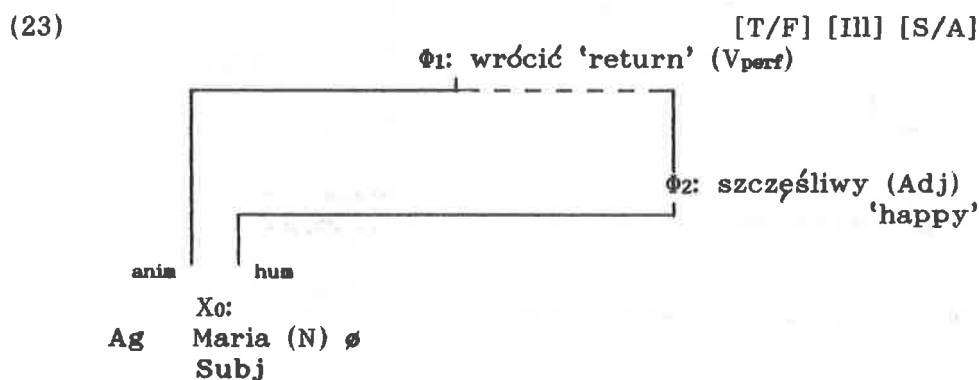 (23) [T/F] [Ill] [S/A]
Φ1: wrócić ‘return’ (Vperf)
Φ2: szczęśliwy (Adj)
‘happy’
anim hum
X0:
Ag Maria (N) ø
Subj